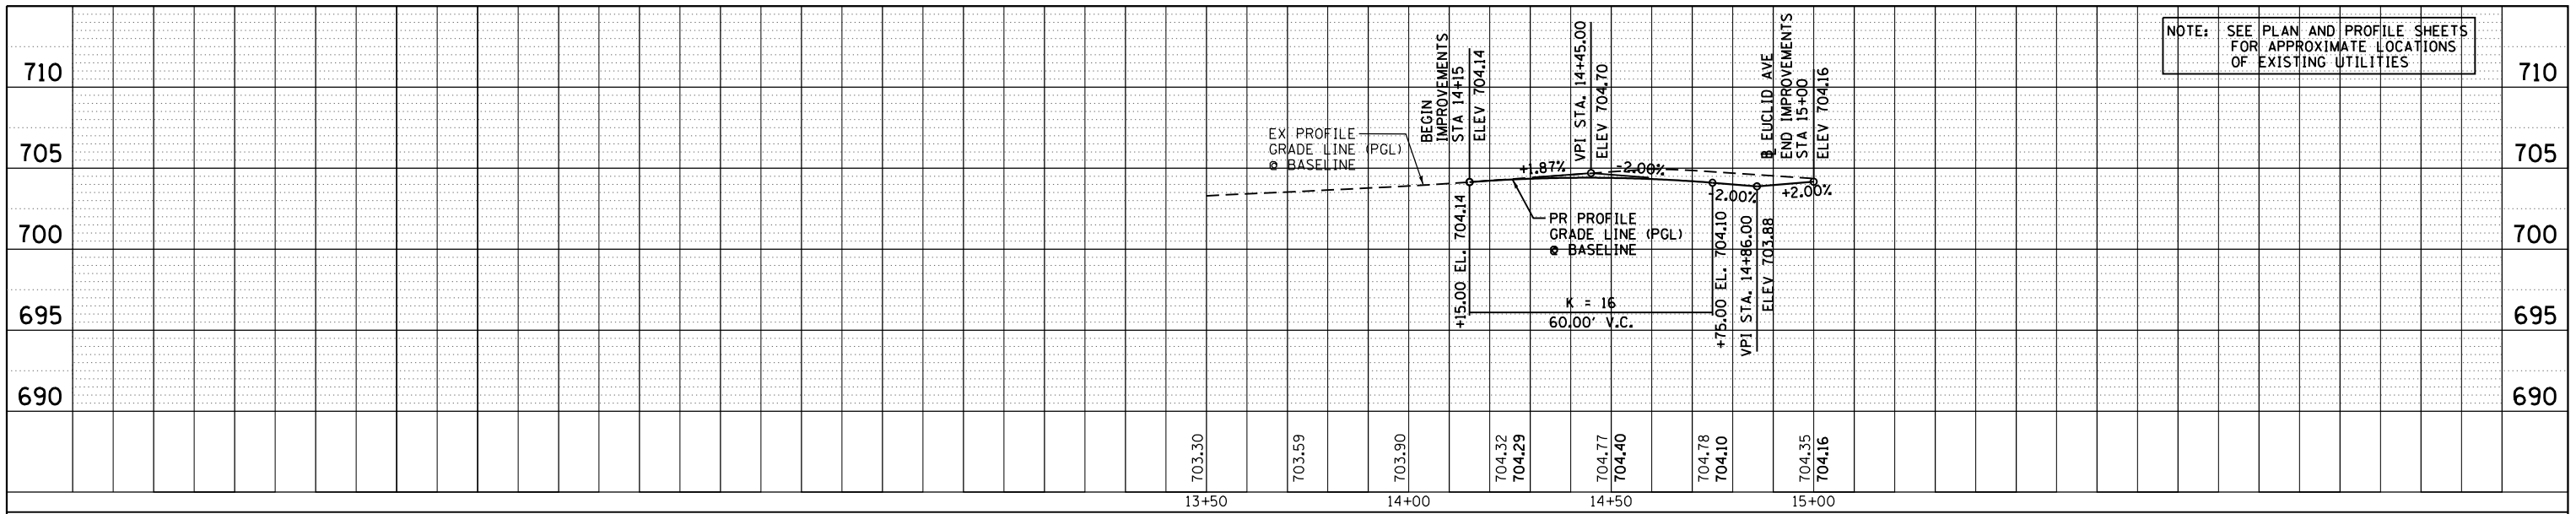 710
705
700
695
690
EX PROFILE
GRADE LINE (PGL)
@ BASELINE
BEGIN
IMPROVEMENTS
STA 14+15
ELEV 704.14
VPI STA. 14+45.00
ELEV 704.70
℄ EUCLID AVE
END IMPROVEMENTS
STA 15+00
ELEV 704.16
NOTE: SEE PLAN AND PROFILE SHEETS
FOR APPROXIMATE LOCATIONS
OF EXISTING UTILITIES
710
705
700
695
690
+1.87%
-2.00%
-2.00%
+2.00%
PR PROFILE
GRADE LINE (PGL)
@ BASELINE
+15.00 EL. 704.14
K = 16
60.00' V.C.
+75.00 EL. 704.10
VPI STA. 14+86.00
ELEV 703.88
703.30
703.59
703.90
704.32
704.29
704.77
704.40
704.78
704.10
704.35
704.16
13+50
14+00
14+50
15+00